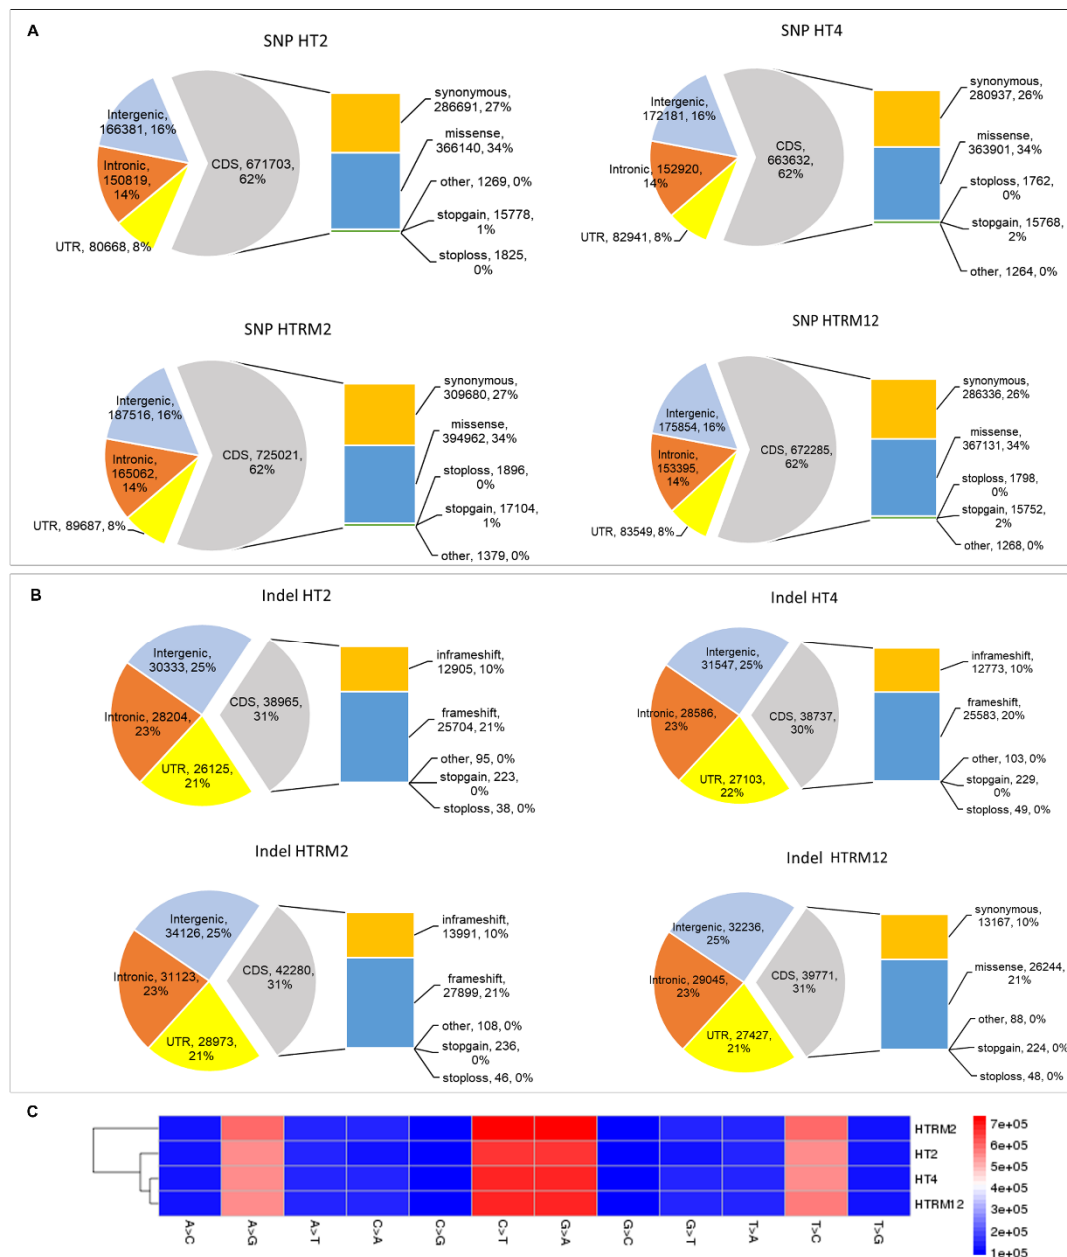 A
SNP HT2
Intergenic,
166381, 16%
Intronic,
150819,
14%
UTR, 80668, 8%
CDS, 671703,
62%
synonymous,
286691, 27%
missense,
366140, 34%
other, 1269, 0%
stopgain, 15778,
1%
stoploss, 1825,
0%
SNP HT4
Intergenic,
172181, 16%
Intronic, 152920,
14%
UTR, 82941, 8%
CDS,
663632,
62%
synonymous,
280937, 26%
missense,
363901, 34%
stoploss, 1762,
0%
stopgain, 15768,
2%
other, 1264, 0%
SNP HTRM2
Intergenic,
187516, 16%
Intronic,
165062,
14%
UTR, 89687, 8%
CDS, 725021,
62%
synonymous,
309680, 27%
missense,
394962, 34%
stoploss, 1896,
0%
stopgain, 17104,
1%
other, 1379, 0%
SNP HTRM12
Intergenic,
175854, 16%
Intronic,
153395,
14%
UTR, 83549, 8%
CDS, 672285,
62%
synonymous,
286336, 26%
missense,
367131, 34%
stoploss, 1798,
0%
stopgain, 15752,
2%
other, 1268, 0%
B
Indel HT2
Intergenic,
30333, 25%
Intronic, 28204,
23%
UTR, 26125,
21%
CDS, 38965,
31%
inframeshift,
12905, 10%
frameshift,
25704, 21%
other, 95, 0%
stopgain, 223,
0%
stoploss, 38, 0%
Indel HT4
Intergenic,
31547, 25%
Intronic, 28586,
23%
UTR, 27103,
22%
CDS, 38737,
30%
inframeshift,
12773, 10%
frameshift,
25583, 20%
other, 103, 0%
stopgain, 229,
0%
stoploss, 49, 0%
Indel HTRM2
Intergenic,
34126, 25%
Intronic, 31123,
23%
UTR, 28973,
21%
CDS, 42280,
31%
inframeshift,
13991, 10%
frameshift,
27899, 21%
other, 108, 0%
stopgain, 236,
0%
stoploss, 46, 0%
Indel HTRM12
Intergenic, 32236,
25%
Intronic, 29045,
23%
UTR, 27427,
21%
CDS, 39771,
31%
synonymous,
13167, 10%
missense, 26244,
21%
other, 88, 0%
stopgain, 224, 0%
stoploss, 48, 0%
C
HTRM2
HT2
HT4
HTRM12
A>C
A>G
A>T
C>A
C>G
C>T
G>A
G>C
G>T
T>A
T>C
T>G
7e+05
6e+05
5e+05
4e+05
3e+05
2e+05
1e+05